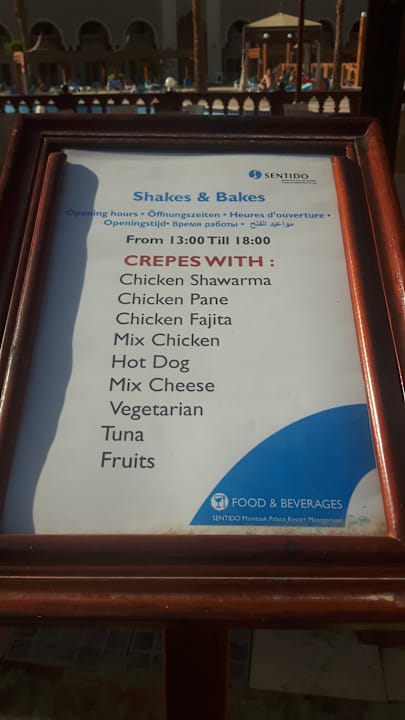 SENTIDO
Shakes & Bakes
Opening hours • Öffnungszeiten • Heures d'ouverture •
Openingstijd• Время работы • مواعيد الفتح
From 13:00 Till 18:00
CREPES WITH :
Chicken Shawarma
Chicken Pane
Chicken Fajita
Mix Chicken
Hot Dog
Mix Cheese
Vegetarian
Tuna
Fruits
FOOD & BEVERAGES
SENTIDO Mamlouk Palace Resort Management